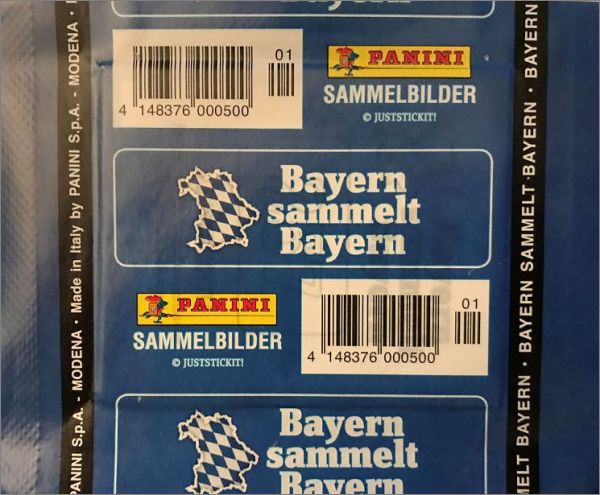 Bayern
01
4 148376 000500
PANINI
SAMMELBILDER
© JUSTSTICKIT!
Bayern
sammelt
Bayern
PANINI
SAMMELBILDER
© JUSTSTICKIT!
01
4 148376 000500
Bayern
sammelt
Bayern
PANINI S.p.A. - MODENA · Made in Italy by PANINI S.p.A. - MODENA ·
MELT BAYERN · BAYERN SAMMELT BAYERN · BAYERN